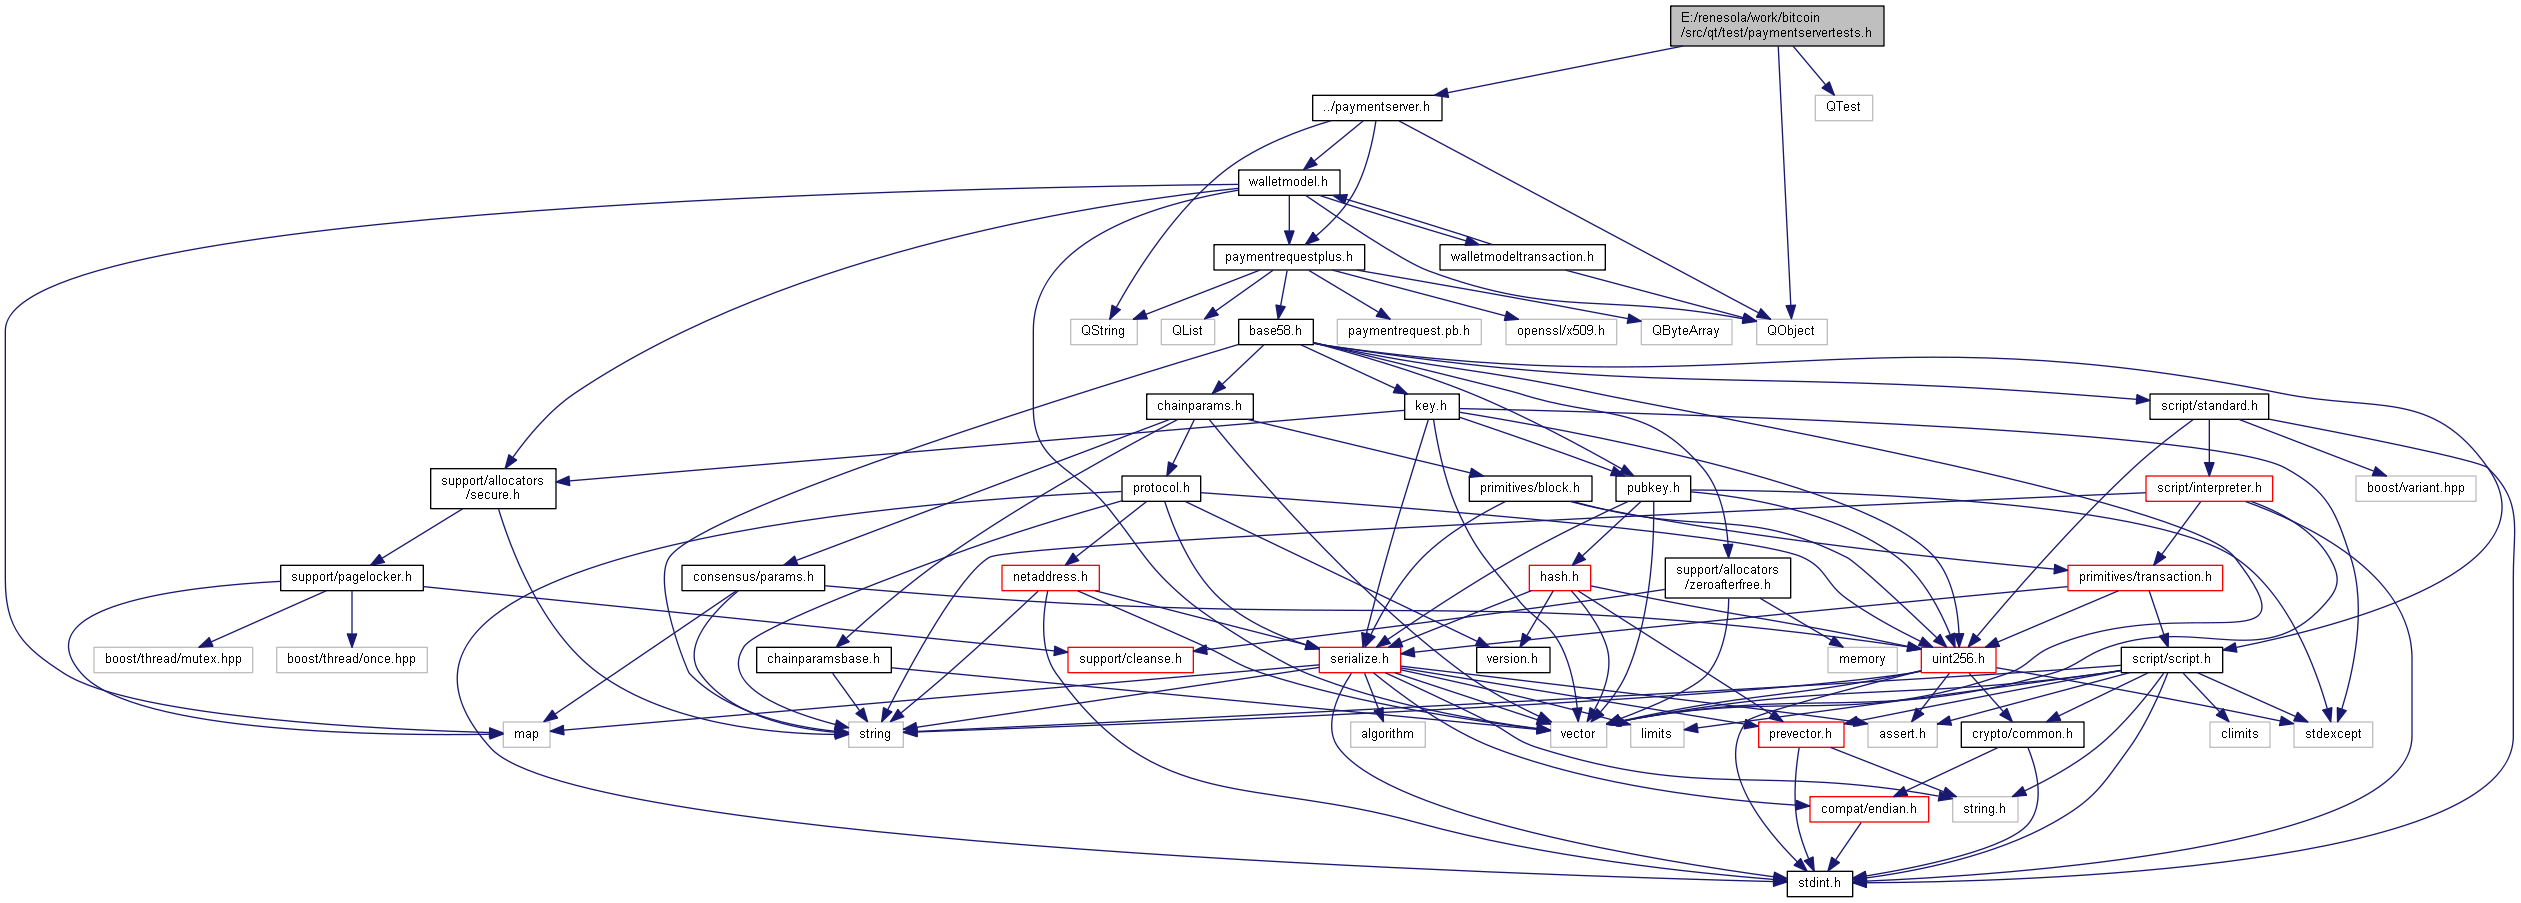 E:/renesola/work/bitcoin
/src/qt/test/paymentservertests.h
../paymentserver.h
QTest
walletmodel.h
paymentrequestplus.h
walletmodeltransaction.h
QString
QList
base58.h
paymentrequest.pb.h
openssl/x509.h
QByteArray
QObject
chainparams.h
key.h
script/standard.h
support/allocators
/secure.h
protocol.h
primitives/block.h
pubkey.h
script/interpreter.h
boost/variant.hpp
support/pagelocker.h
consensus/params.h
netaddress.h
hash.h
support/allocators
/zeroafterfree.h
primitives/transaction.h
boost/thread/mutex.hpp
boost/thread/once.hpp
chainparamsbase.h
support/cleanse.h
serialize.h
version.h
memory
uint256.h
script/script.h
map
string
algorithm
vector
limits
prevector.h
assert.h
crypto/common.h
climits
stdexcept
compat/endian.h
string.h
stdint.h